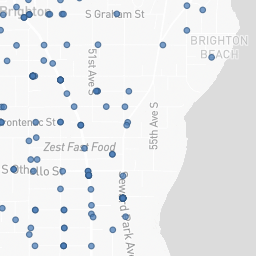 S Graham St
Brighton
BRIGHTON
BEACH
51st Ave S
55th Ave S
rontenac St
Zest Fast Food
S Othello St
Seward Park Ave